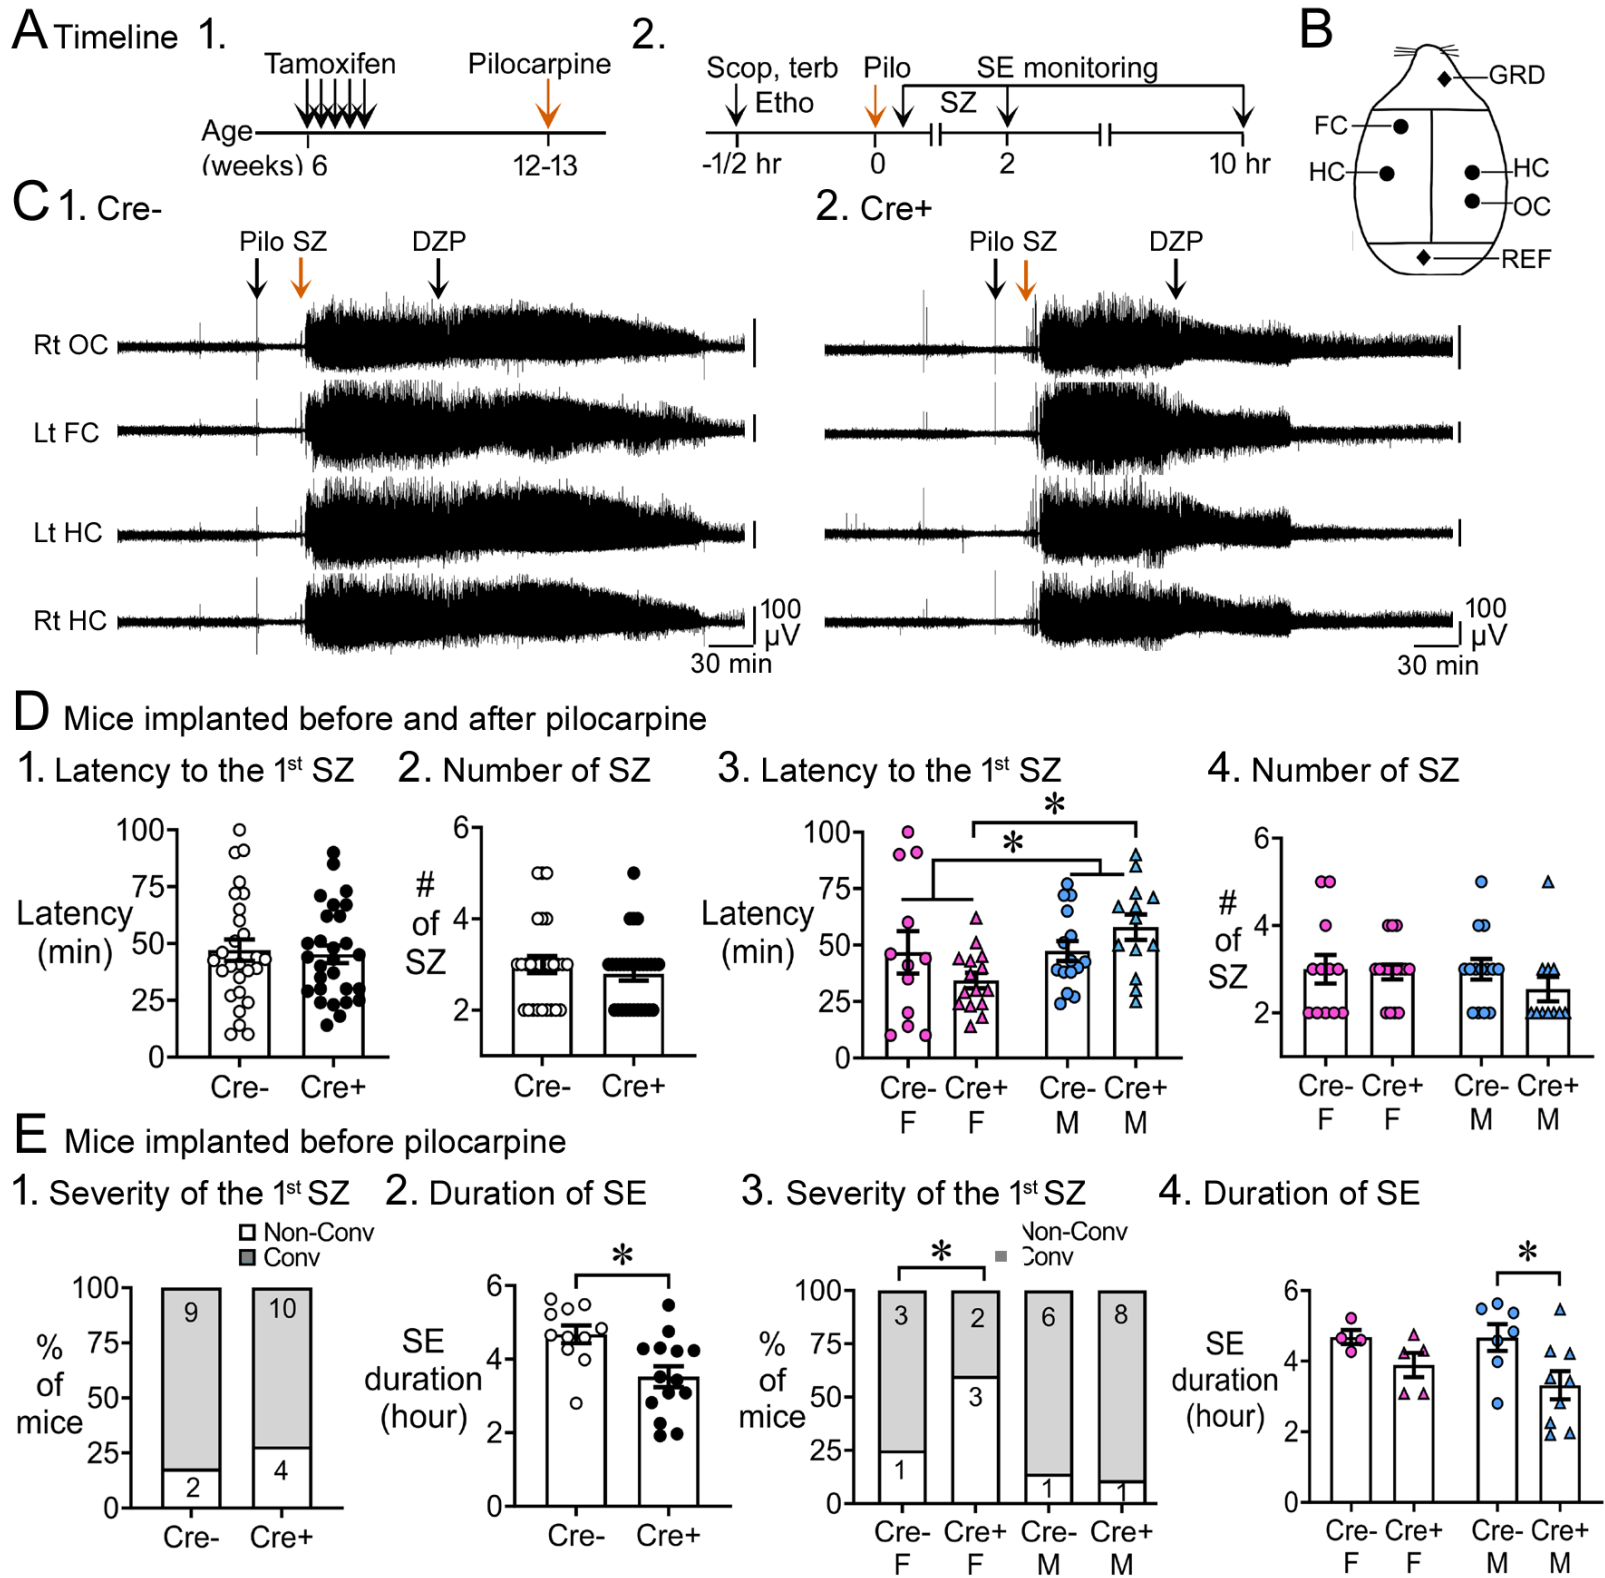 A Timeline 1.
Tamoxifen
Pilocarpine
Age
(weeks) 6
12-13
2.
Scop, terb
Etho
Pilo
SE monitoring
SZ
-1/2 hr
0
2
10 hr
B
GRD
FC
HC
HC
OC
REF
C 1. Cre-
Pilo SZ
DZP
Rt OC
Lt FC
Lt HC
Rt HC
100
µV
30 min
2. Cre+
Pilo SZ
DZP
100
µV
30 min
D Mice implanted before and after pilocarpine
1. Latency to the 1st SZ
Latency
(min)
100
75
50
25
0
Cre-
Cre+
2. Number of SZ
#
of
SZ
6
4
2
Cre-
Cre+
3. Latency to the 1st SZ
Latency
(min)
100
75
50
25
0
*
*
Cre-
F
Cre+
F
Cre-
M
Cre+
M
4. Number of SZ
#
of
SZ
6
4
2
Cre-
F
Cre+
F
Cre-
M
Cre+
M
E Mice implanted before pilocarpine
1. Severity of the 1st SZ
Non-Conv
Conv
%
of
mice
100
75
50
25
0
9
10
2
4
Cre-
Cre+
2. Duration of SE
SE
duration
(hour)
6
4
2
0
*
Cre-
Cre+
3. Severity of the 1st SZ
Non-Conv
Conv
%
of
mice
100
75
50
25
0
*
3
2
6
8
1
3
1
1
Cre-
F
Cre+
F
Cre-
M
Cre+
M
4. Duration of SE
SE
duration
(hour)
6
4
2
0
*
Cre-
F
Cre+
F
Cre-
M
Cre+
M